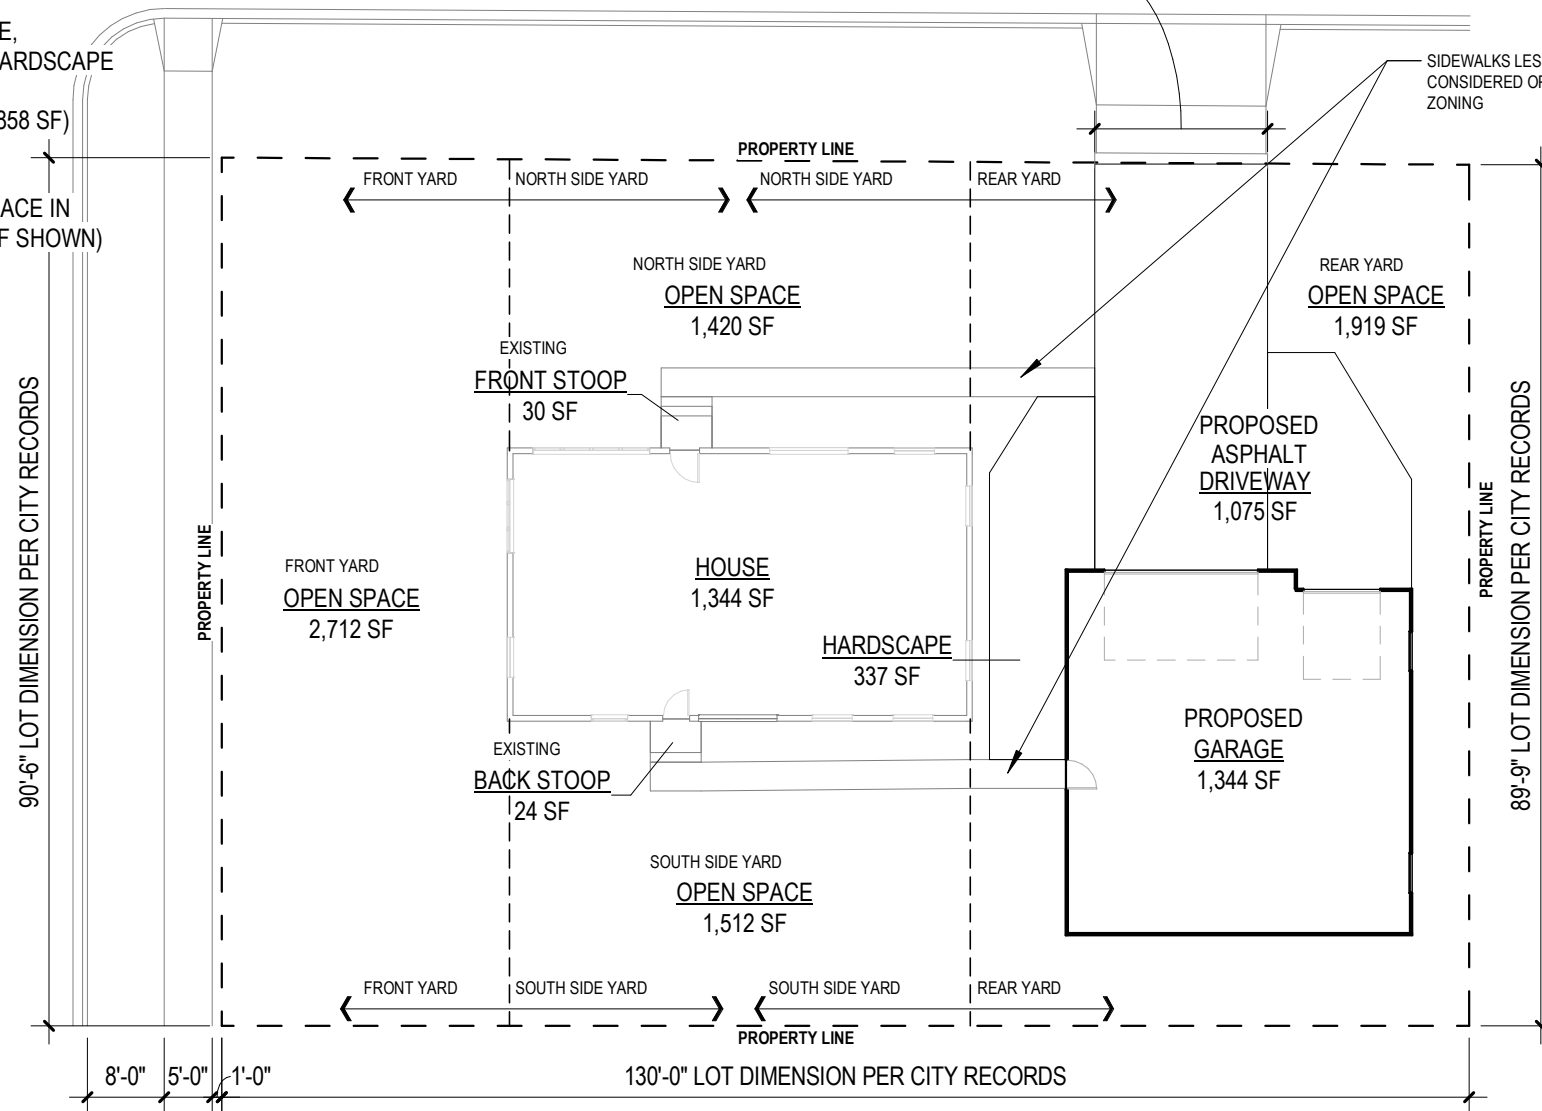 E,
ARDSCAPE
358 SF)
ACE IN
F SHOWN)
SIDEWALKS LES
CONSIDERED OF
ZONING
PROPERTY LINE
FRONT YARD
NORTH SIDE YARD
NORTH SIDE YARD
REAR YARD
NORTH SIDE YARD
OPEN SPACE
1,420 SF
REAR YARD
OPEN SPACE
1,919 SF
EXISTING
FRONT STOOP
30 SF
PROPOSED
ASPHALT
DRIVEWAY
1,075 SF
90'-6" LOT DIMENSION PER CITY RECORDS
PROPERTY LINE
FRONT YARD
OPEN SPACE
2,712 SF
HOUSE
1,344 SF
HARDSCAPE
337 SF
PROPERTY LINE
89'-9" LOT DIMENSION PER CITY RECORDS
PROPOSED
GARAGE
1,344 SF
EXISTING
BACK STOOP
24 SF
SOUTH SIDE YARD
OPEN SPACE
1,512 SF
FRONT YARD
SOUTH SIDE YARD
SOUTH SIDE YARD
REAR YARD
PROPERTY LINE
8'-0"
5'-0"
1'-0"
130'-0" LOT DIMENSION PER CITY RECORDS